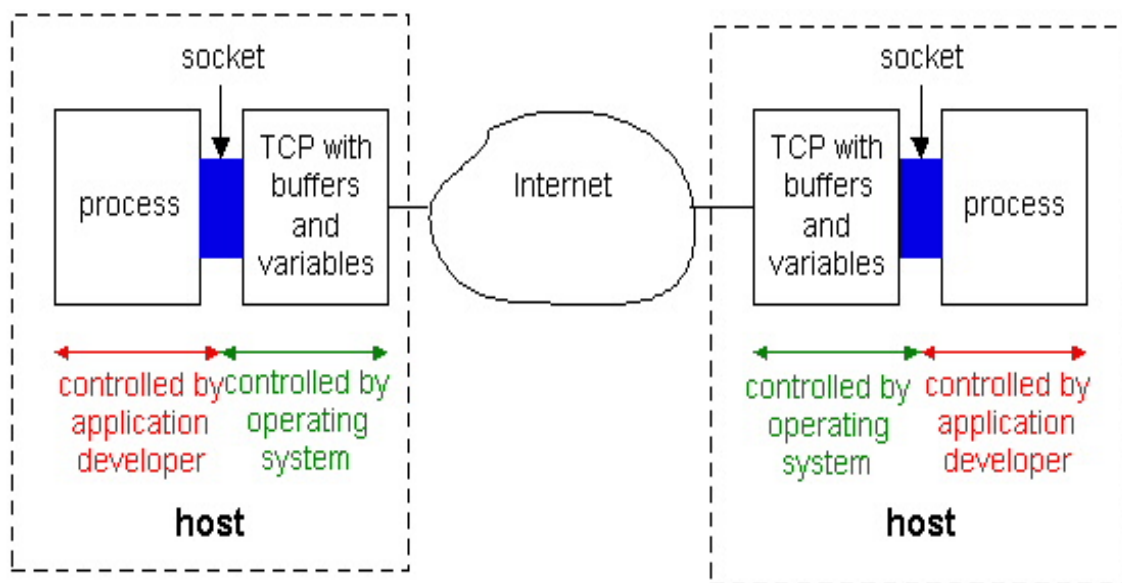 socket
process
TCP with
buffers
and
variables
controlled by
application
developer
controlled by
operating
system
host
Internet
socket
TCP with
buffers
and
variables
process
controlled by
operating
system
controlled by
application
developer
host